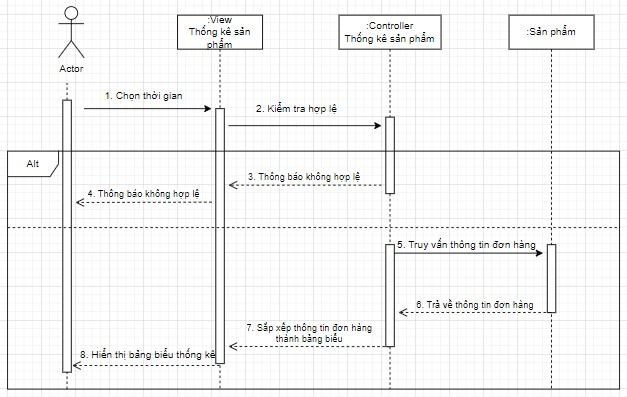 :View
Thống kê sản
phẩm
:Controller
Thống kê sản phẩm
:Sản phẩm
Actor
1. Chọn thời gian
2. Kiểm tra hợp lệ
Alt
3. Thông báo không hợp lệ
4. Thông báo không hợp lệ
5. Truy vấn thông tin đơn hàng
6. Trả về thông tin đơn hàng
7. Sắp xếp thông tin đơn hàng
thành bảng biểu
8. Hiển thị bảng biểu thống kê